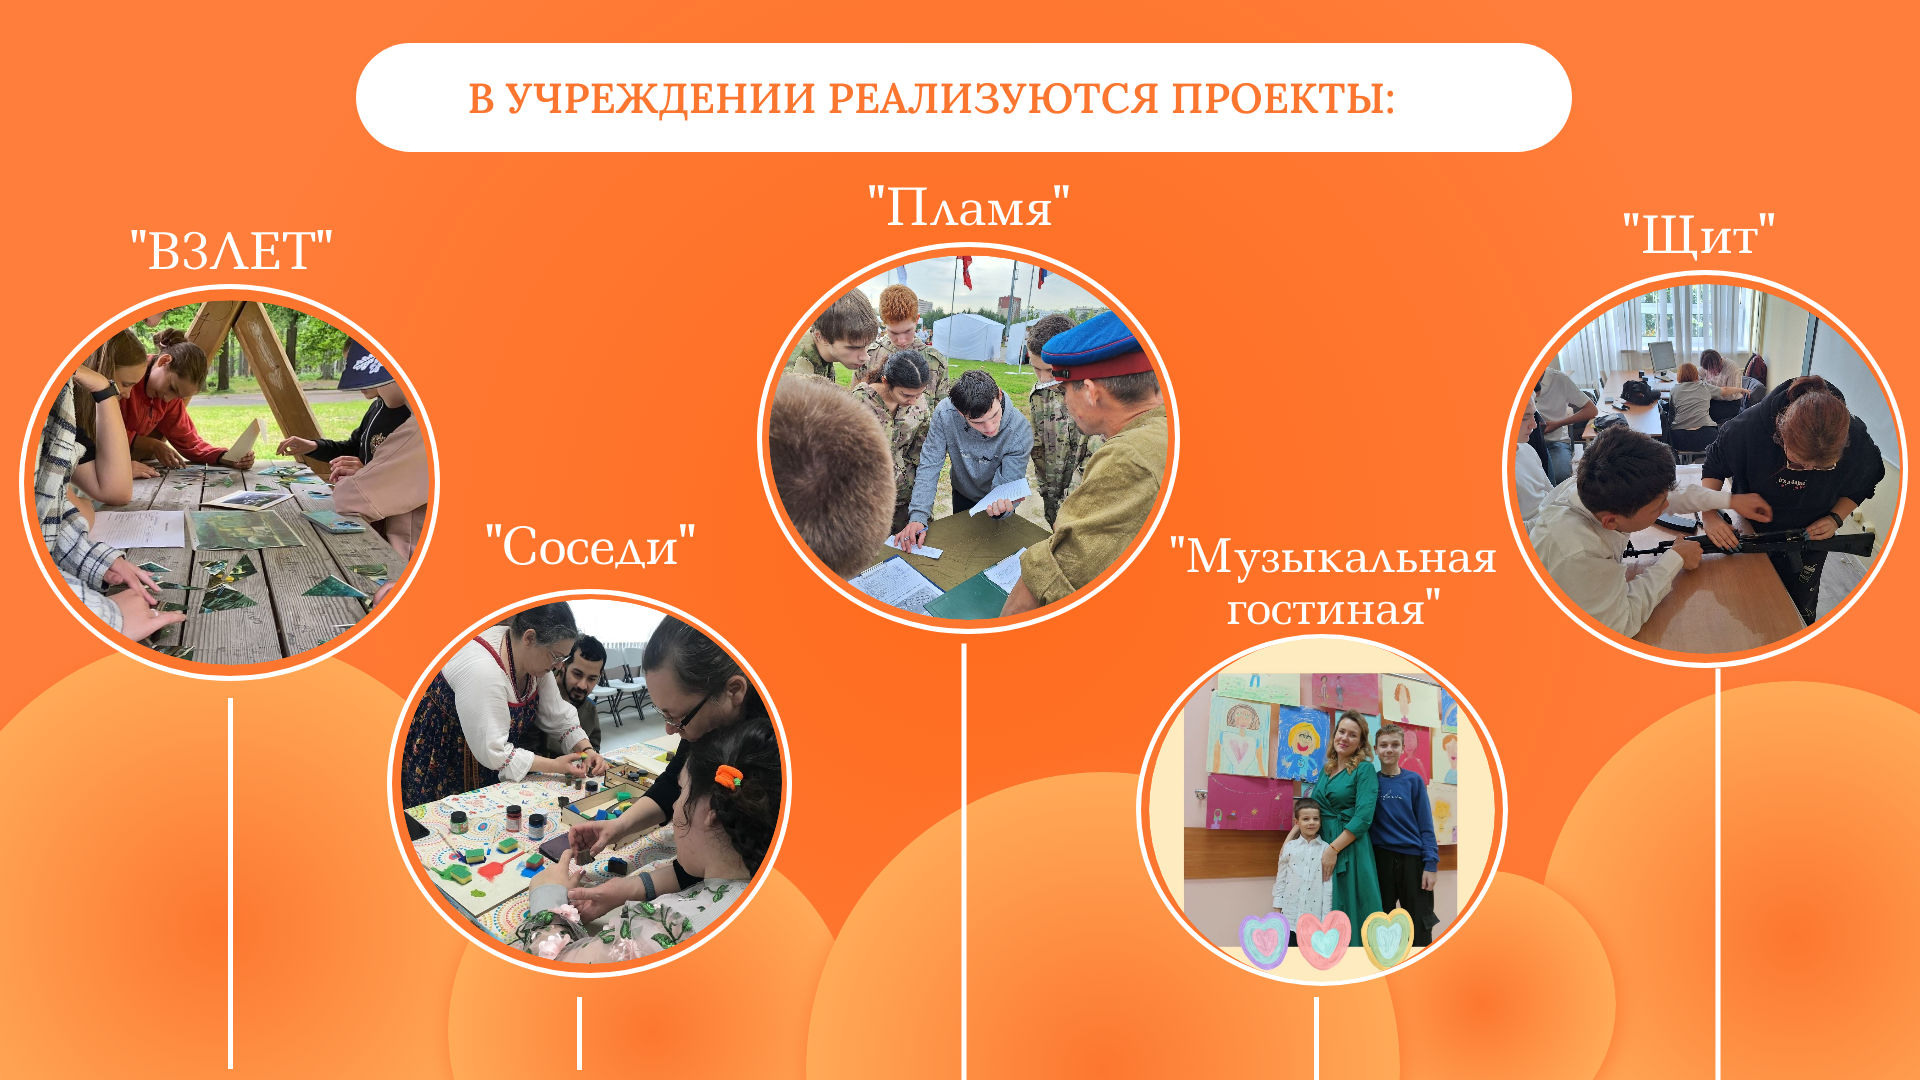 В УЧРЕЖДЕНИИ РЕАЛИЗУЮТСЯ ПРОЕКТЫ:
"ВЗЛЕТ"
"Соседи"
"Пламя"
"Музыкальная
гостиная"
"Щит"